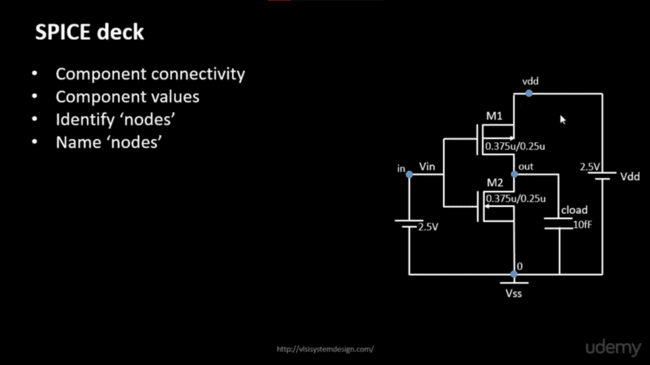 SPICE deck
• Component connectivity
• Component values
• Identify ‘nodes’
• Name ‘nodes’
vdd
M1
0.375u/0.25u
in
Vin
out
2.5V
Vdd
M2
0.375u/0.25u
cload
10fF
2.5V
0
Vss
http://vlsisystemdesign.com/
udemy